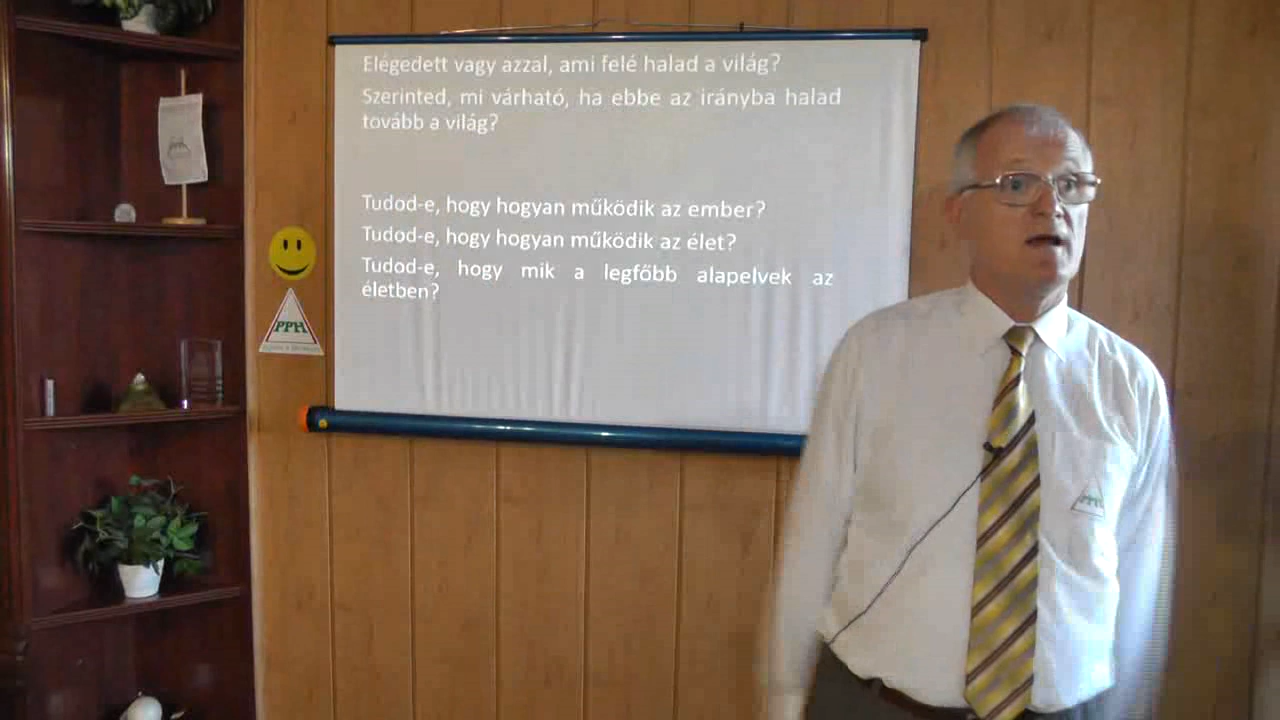 Elégedett vagy azzal, ami felé halad a világ?
Szerinted, mi várható, ha ebbe az irányba halad
tovább a világ?
Tudod-e, hogy hogyan működik az ember?
Tudod-e, hogy hogyan működik az élet?
Tudod-e, hogy mik a legfőbb alapelvek az
életben?
PPH
PPH